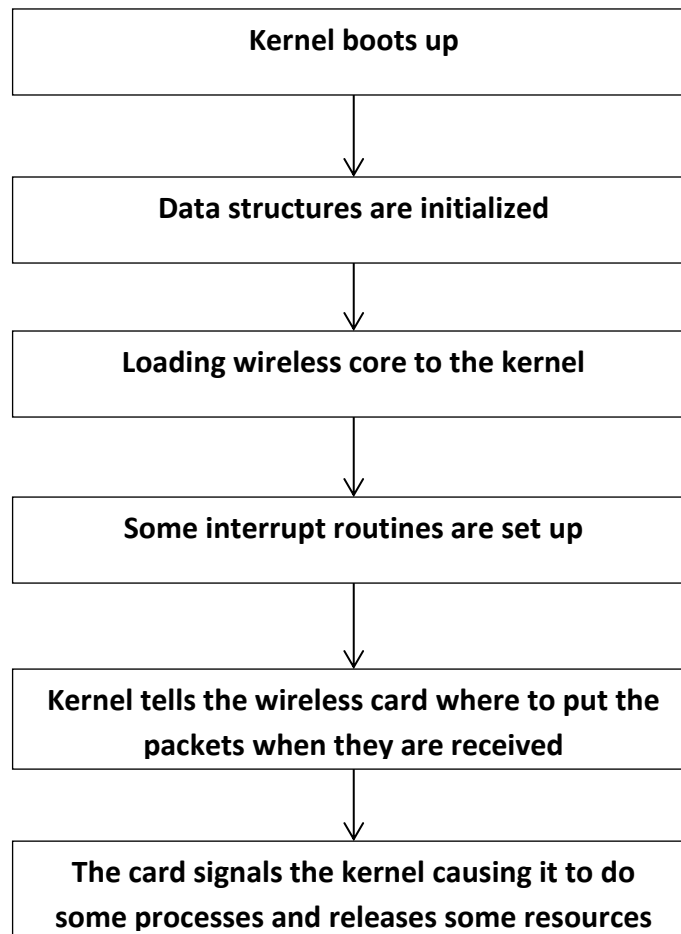 Kernel boots up
Data structures are initialized
Loading wireless core to the kernel
Some interrupt routines are set up
Kernel tells the wireless card where to put the
packets when they are received
The card signals the kernel causing it to do
some processes and releases some resources